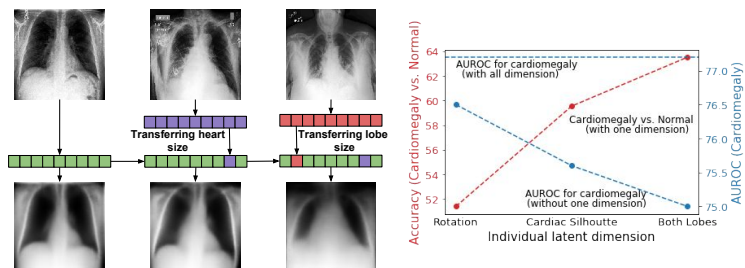 Transferring heart
size
Transferring lobe
size
Accuracy (Cardiomegaly vs. Normal)
64
62
60
58
56
54
52
AUROC for cardiomegaly
(with all dimension)
Cardiomegaly vs. Normal
(with one dimension)
AUROC for cardiomegaly
(without one dimension)
77.0
76.5
76.0
75.5
75.0
AUROC (Cardiomegaly)
Rotation
Cardiac Silhoutte
Both Lobes
Individual latent dimension